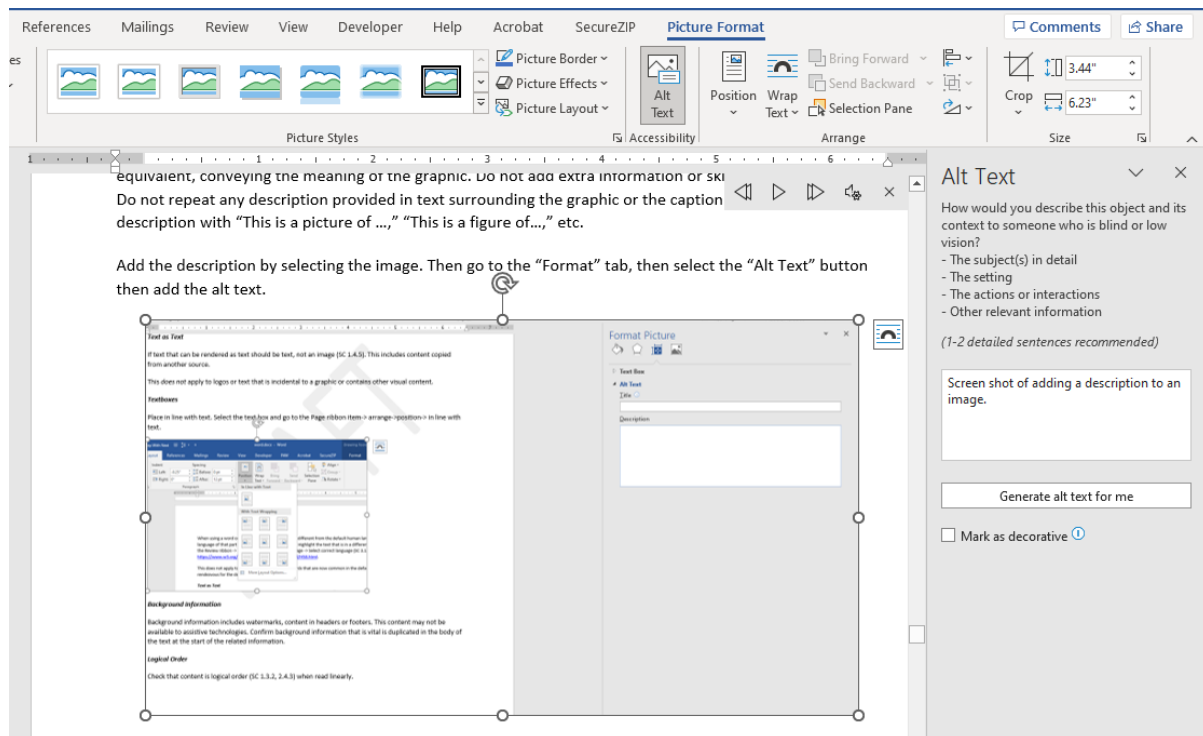 References Mailings Review View Developer Help Acrobat SecureZIP Picture Format Comments Share
es
Picture Border
Picture Effects
Picture Layout
Alt Text
Position
Wrap Text
Bring Forward
Send Backward
Selection Pane
Crop
3.44"
6.23"
Picture Styles Accessibility Arrange Size
1 1 2 3 4 5 6
equivalent, conveying the meaning of the graphic. Do not add extra information or
Do not repeat any description provided in text surrounding the graphic or the caption
description with “This is a picture of …,” “This is a figure of…,” etc.
Add the description by selecting the image. Then go to the “Format” tab, then select the “Alt Text” button
then add the alt text.
Text as Text
If text that can be rendered as text should be text, not an image (SC 1.4.5). This includes content copied
from another source.
This does not apply to logos or text that is incidental to a graphic or contains other visual content.
Textboxes
Place in line with text. Select the text box and go to the Page ribbon item-> arrange->position-> in line with
text.
Background Information
Background information includes watermarks, content in headers or footers. This content may not be
available to assistive technologies. Confirm background information that is vital is duplicated in the body of
the text at the start of the related information.
Logical Order
Check that content is logical order (SC 1.3.2, 2.4.3) when read linearly.
Format Picture
Text Box
Alt Text
Title
Description
Alt Text
How would you describe this object and its
context to someone who is blind or low
vision?
- The subject(s) in detail
- The setting
- The actions or interactions
- Other relevant information
(1-2 detailed sentences recommended)
Screen shot of adding a description to an
image.
Generate alt text for me
Mark as decorative